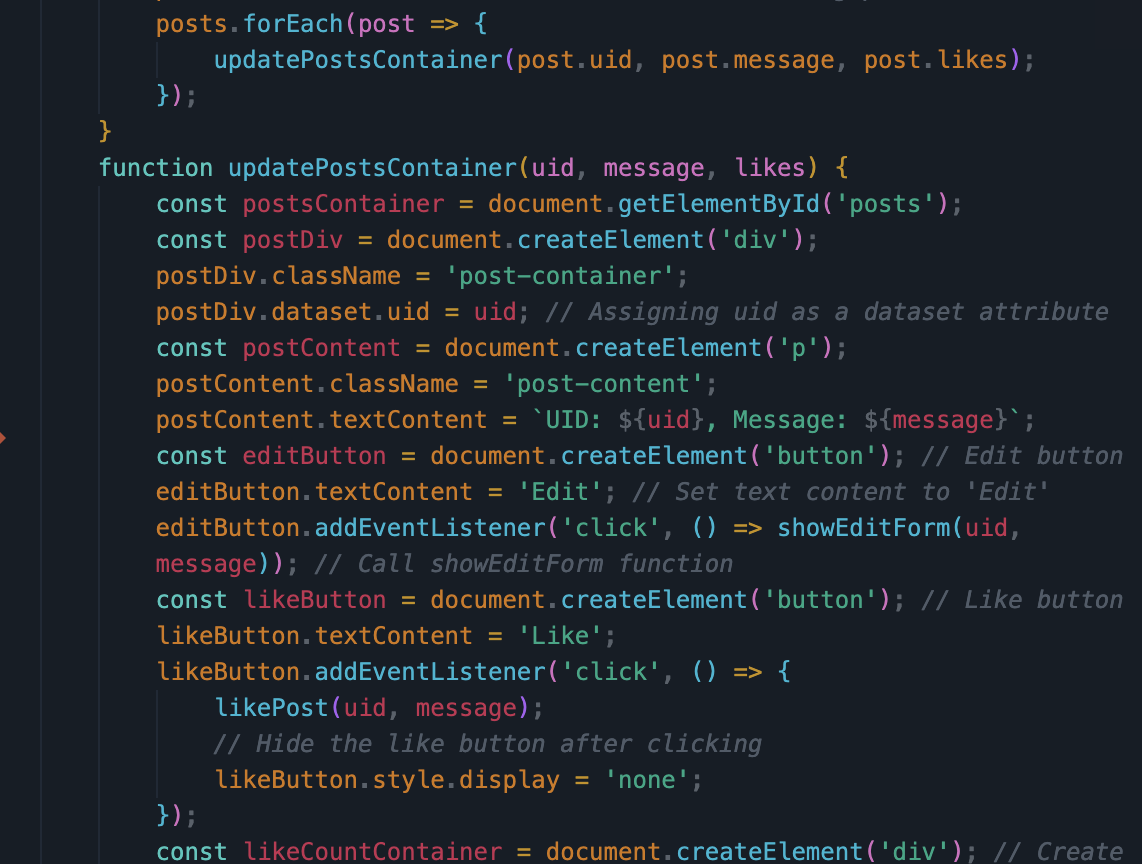 posts.forEach(post => {
updatePostsContainer(post.uid, post.message, post.likes);
});
}
function updatePostsContainer(uid, message, likes) {
const postsContainer = document.getElementById('posts');
const postDiv = document.createElement('div');
postDiv.className = 'post-container';
postDiv.dataset.uid = uid; // Assigning uid as a dataset attribute
const postContent = document.createElement('p');
postContent.className = 'post-content';
postContent.textContent = `UID: ${uid}, Message: ${message}`;
const editButton = document.createElement('button'); // Edit button
editButton.textContent = 'Edit'; // Set text content to 'Edit'
editButton.addEventListener('click', () => showEditForm(uid,
message)); // Call showEditForm function
const likeButton = document.createElement('button'); // Like button
likeButton.textContent = 'Like';
likeButton.addEventListener('click', () => {
likePost(uid, message);
// Hide the like button after clicking
likeButton.style.display = 'none';
});
const likeCountContainer = document.createElement('div'); // Create